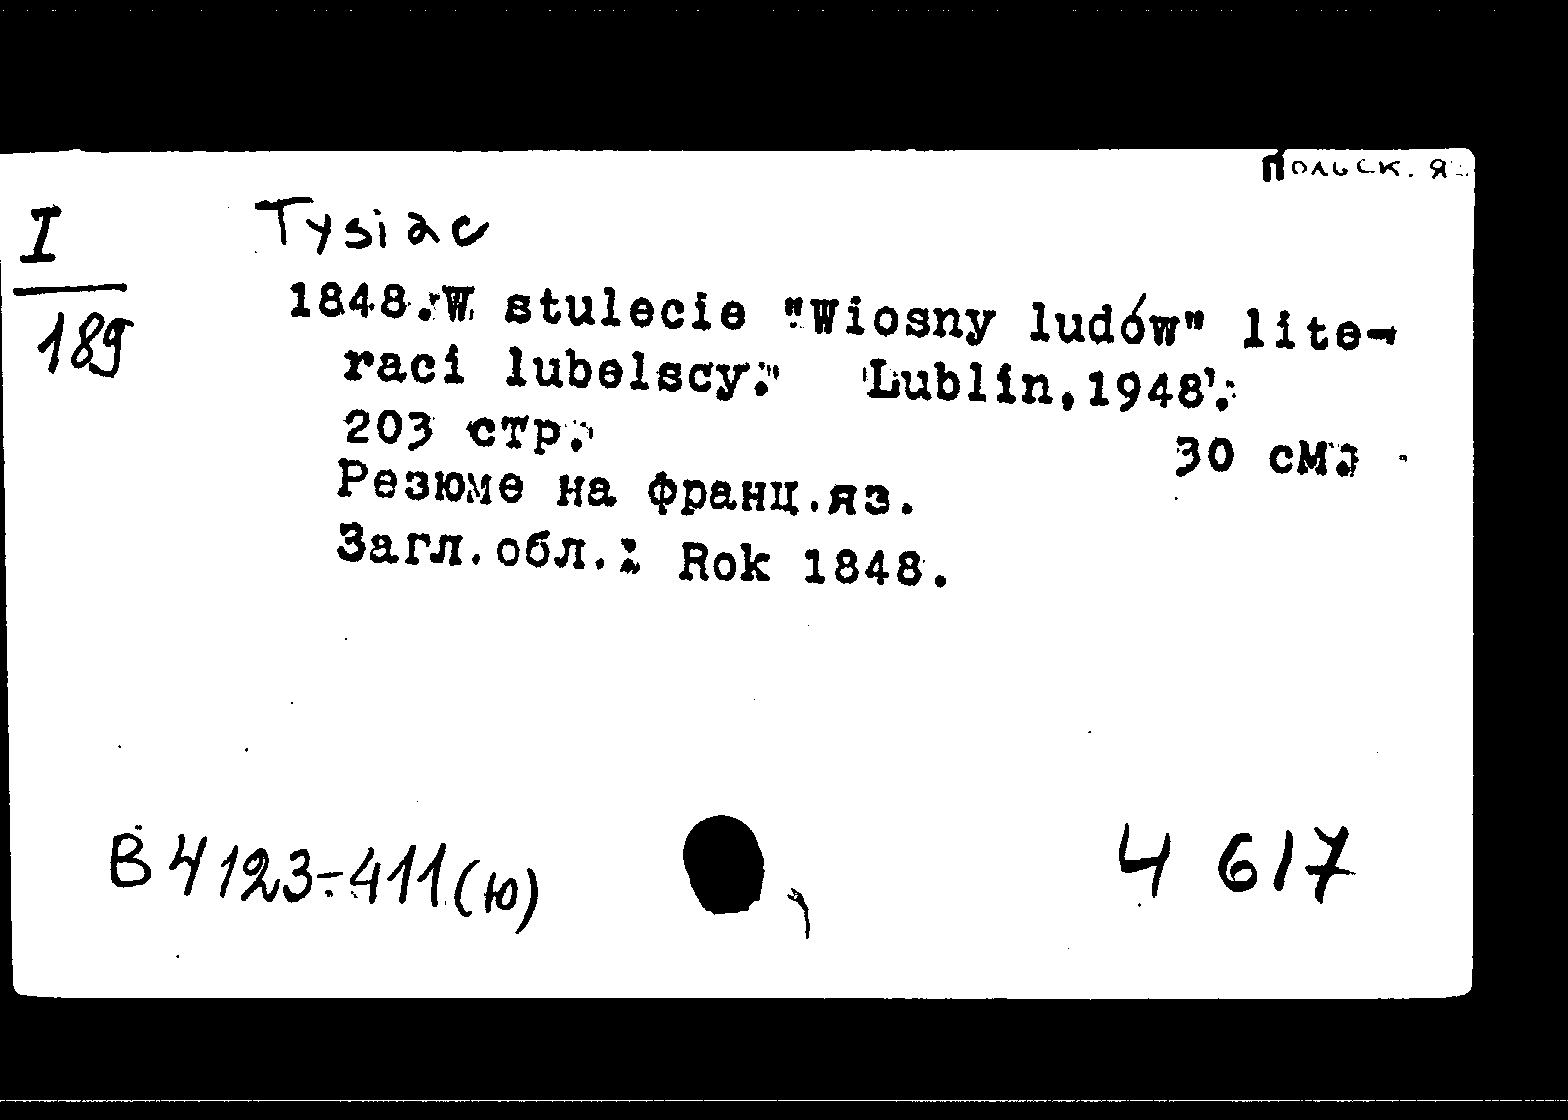 Польск. я
I
189
Tysiac
1848. W stulecie "Wiosny ludów" lite-
raci lubelscy. Lublin, 1948.
203 стр. 30 см.
Резюме на франц.яз.
Загл.обл.: Rok 1848.
В 4123-411(ю)
4 617